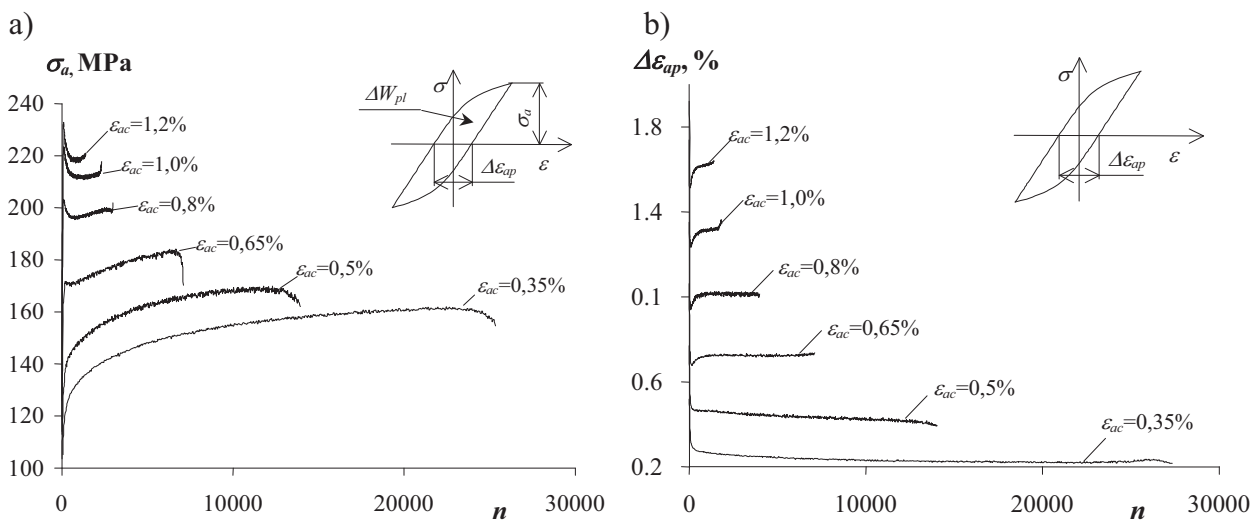 a)
σa, MPa
240
220
200
180
160
140
120
100
0
10000
20000
30000
n
εac=1,2%
εac=1,0%
εac=0,8%
εac=0,65%
εac=0,5%
εac=0,35%
σ
ΔWpl
σa
Δεap
ε
b)
Δεap, %
1.8
1.4
0.1
0.6
0.2
0
10000
20000
30000
n
εac=1,2%
εac=1,0%
εac=0,8%
εac=0,65%
εac=0,5%
εac=0,35%
σ
Δεap
ε